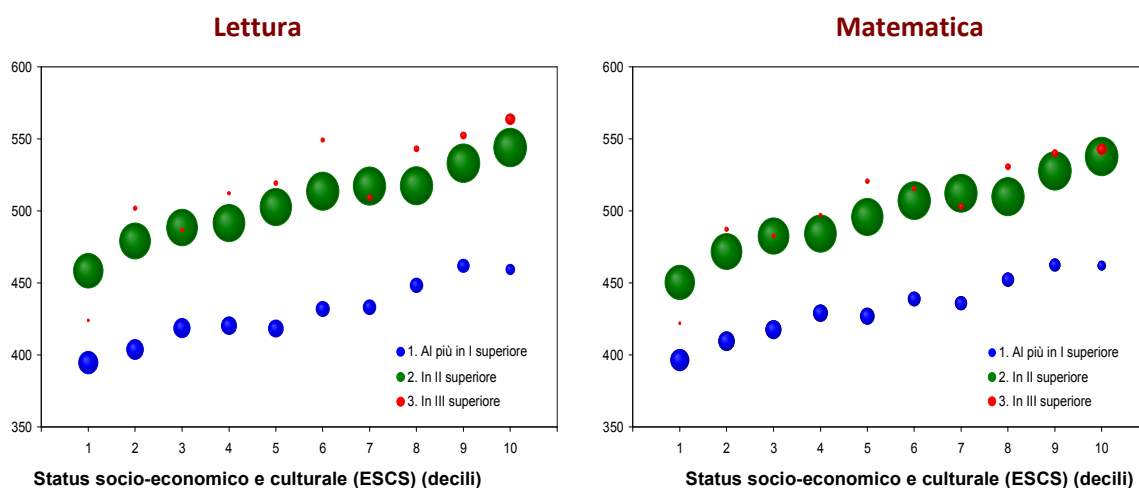 Lettura
600
550
500
450
400
350
1. Al più in I superiore
2. In II superiore
3. In III superiore
1 2 3 4 5 6 7 8 9 10
Status socio-economico e culturale (ESCS) (decili)
Matematica
600
550
500
450
400
350
1. Al più in I superiore
2. In II superiore
3. In III superiore
1 2 3 4 5 6 7 8 9 10
Status socio-economico e culturale (ESCS) (decili)